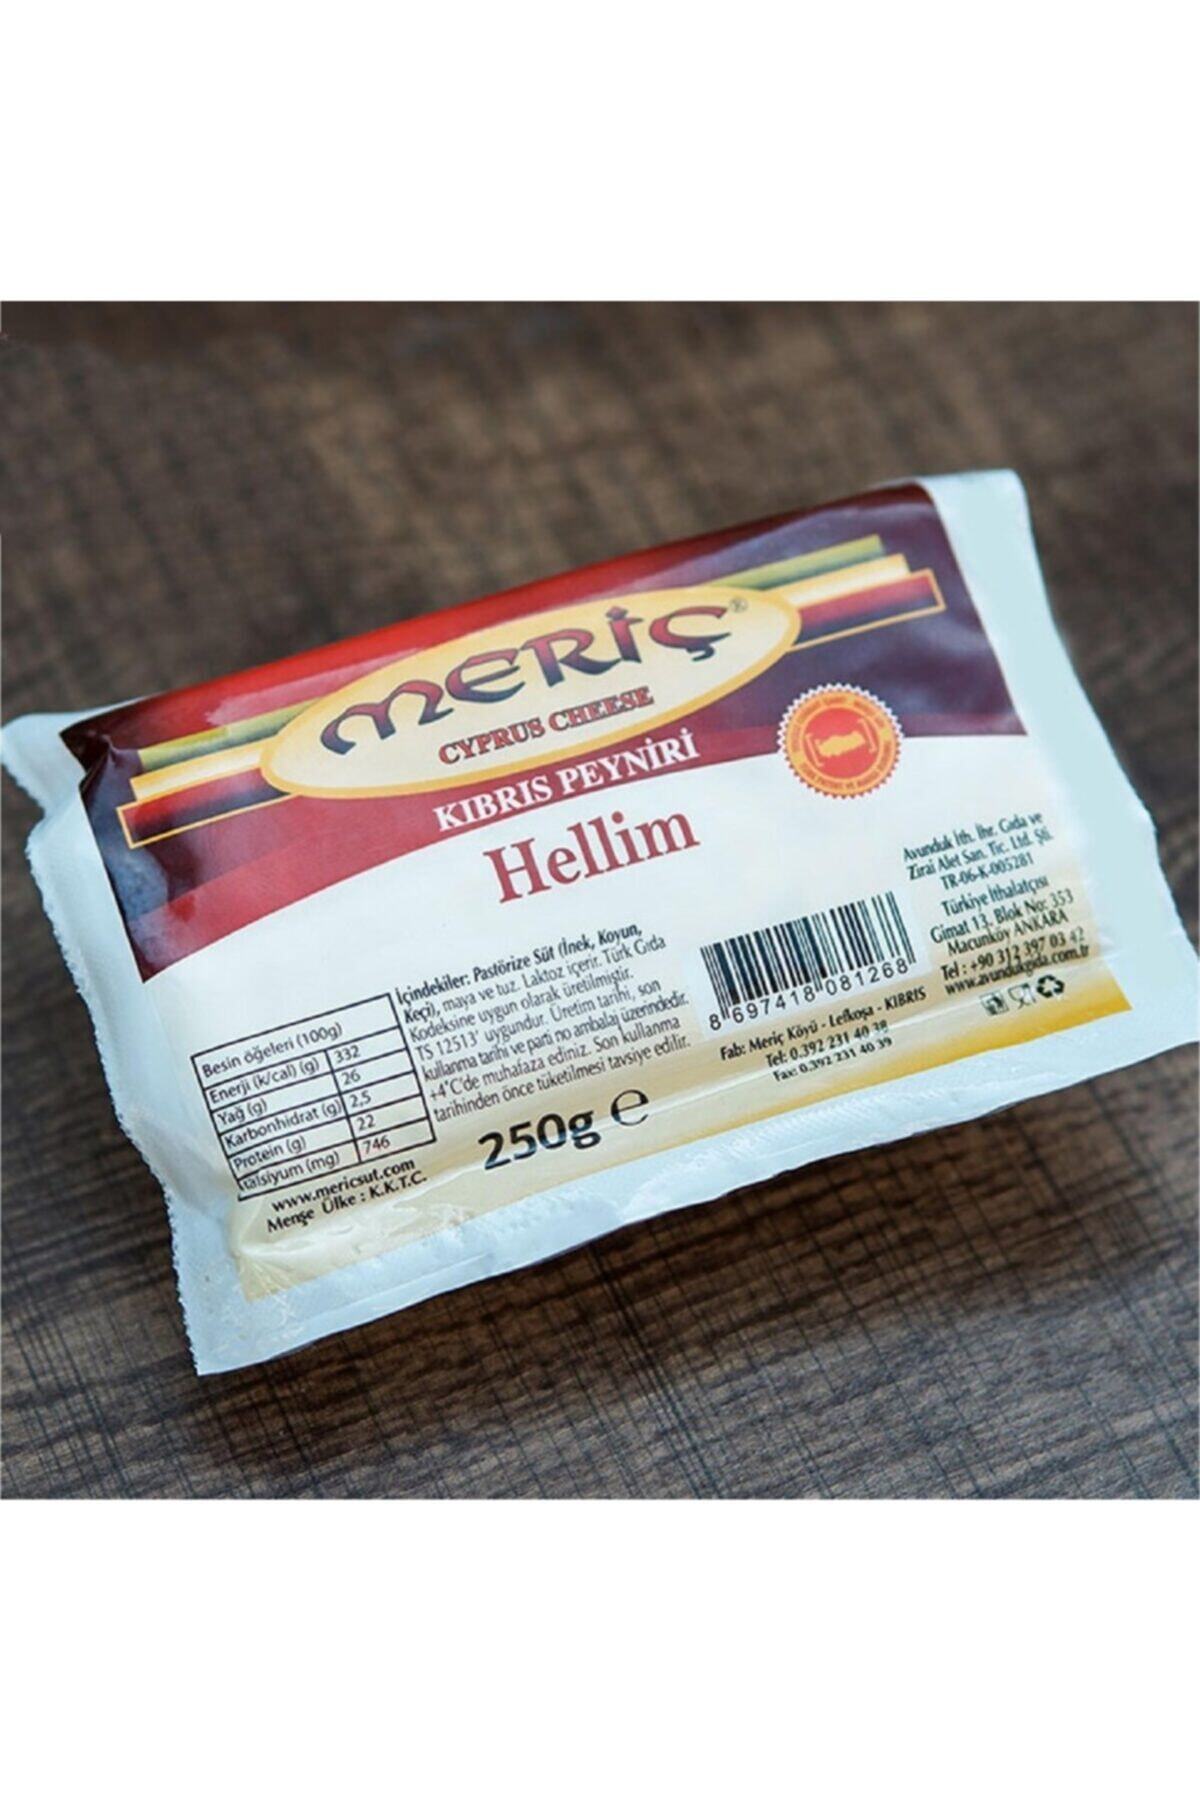 MERİÇ®
CYPRUS CHEESE
KIBRIS PEYNİRİ
Hellim
Besin öğeleri (100g)
Enerji (k/cal) (g) 332
Yağ (g) 26
Karbonhidrat (g) 2,5
Protein (g) 22
kalsiyum (mg) 746
www.mericsut.com
Menşe Ülke : K.K.T.C.
İçindekiler: Pastörize Süt (İnek, Koyun,
Keçi), maya ve tuz. Laktoz içerir. Türk Gıda
Kodeksine uygun olarak üretilmiştir.
TS 12513' uygundur. Üretim tarihi, son
kullanma tarihi ve parti no ambalaj üzerindedir.
+4°C'de muhafaza ediniz. Son kullanma
tarihinden önce tüketilmesi tavsiye edilir.
250g ℮
8 697418 081268
Fab: Meriç Köyü - Lefkoşa - KIBRIS
Tel: 0.392 231 40 38
Fax: 0.392 231 40 39
Avunduk İth. İhr. Gıda ve
Zirai Alet San. Tic. Ltd. Şti.
TR-06-K-005281
Türkiye İthalatçısı
Gimat 13. Blok No: 353
Macunköy ANKARA
Tel : +90 312 397 03 42
www.avundukgida.com.tr